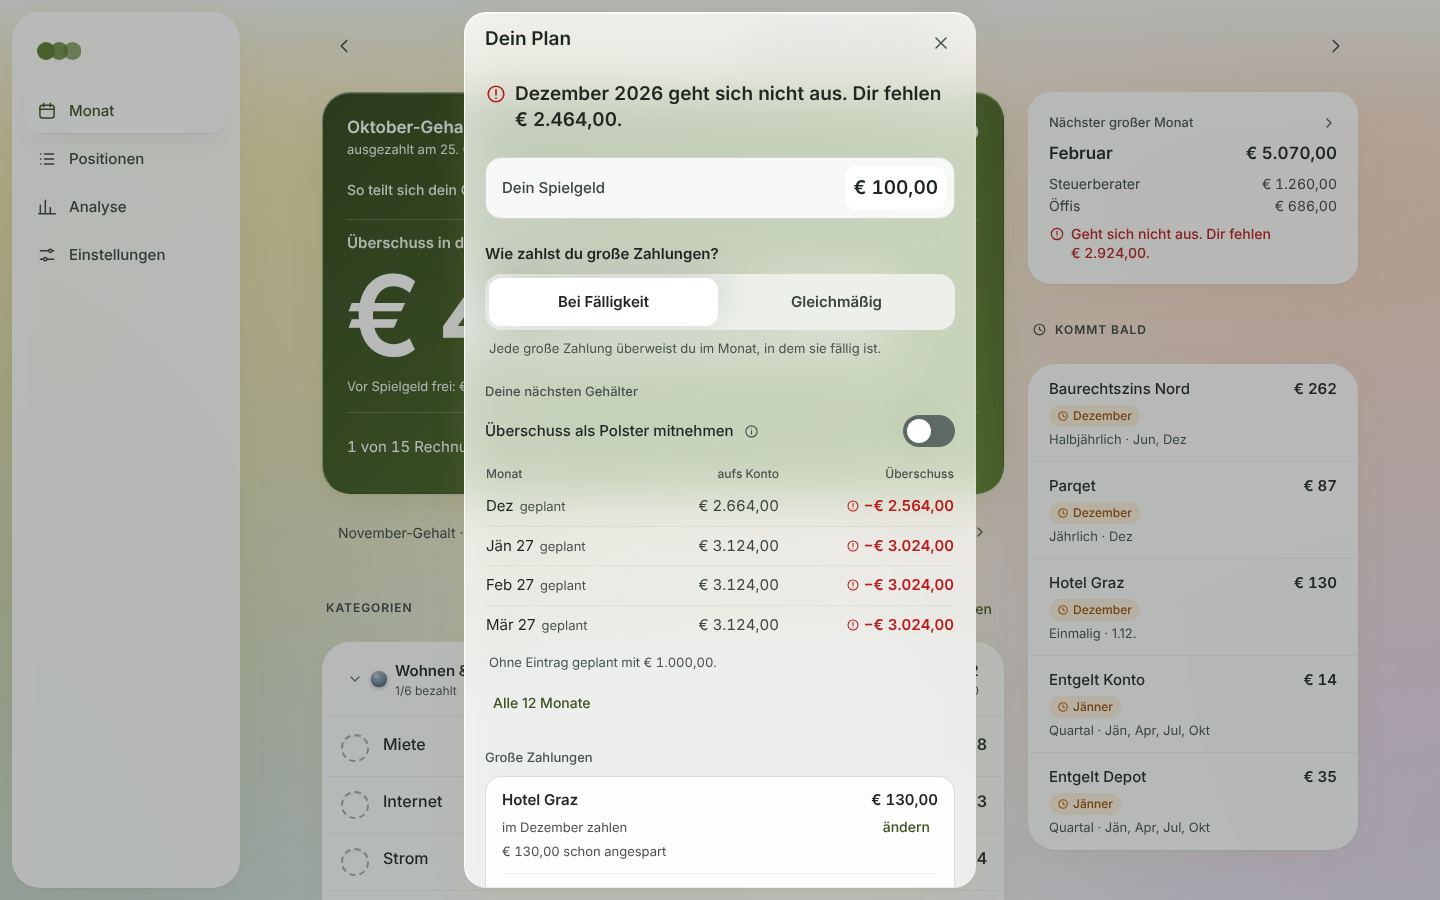 Monat
Positionen
Analyse
Einstellungen
Oktober-Geha
ausgezahlt am 25.
So teilt sich dein
Überschuss in d
€ 4
Vor Spielgeld frei: €
1 von 15 Rechnu
November-Gehalt ·
KATEGORIEN
en
Wohnen &
1/6 bezahlt
Miete
8
Internet
3
Strom
4
Dein Plan
Dezember 2026 geht sich nicht aus. Dir fehlen
€ 2.464,00.
Dein Spielgeld
€ 100,00
Wie zahlst du große Zahlungen?
Bei Fälligkeit
Gleichmäßig
Jede große Zahlung überweist du im Monat, in dem sie fällig ist.
Deine nächsten Gehälter
Überschuss als Polster mitnehmen
Monat aufs Konto Überschuss
Dez geplant € 2.664,00 −€ 2.564,00
Jän 27 geplant € 3.124,00 −€ 3.024,00
Feb 27 geplant € 3.124,00 −€ 3.024,00
Mär 27 geplant € 3.124,00 −€ 3.024,00
Ohne Eintrag geplant mit € 1.000,00.
Alle 12 Monate
Große Zahlungen
Hotel Graz € 130,00
im Dezember zahlen ändern
€ 130,00 schon angespart
Nächster großer Monat
Februar € 5.070,00
Steuerberater € 1.260,00
Öffis € 686,00
Geht sich nicht aus. Dir fehlen
€ 2.924,00.
KOMMT BALD
Baurechtszins Nord € 262
Dezember
Halbjährlich · Jun, Dez
Parqet € 87
Dezember
Jährlich · Dez
Hotel Graz € 130
Dezember
Einmalig · 1.12.
Entgelt Konto € 14
Jänner
Quartal · Jän, Apr, Jul, Okt
Entgelt Depot € 35
Jänner
Quartal · Jän, Apr, Jul, Okt